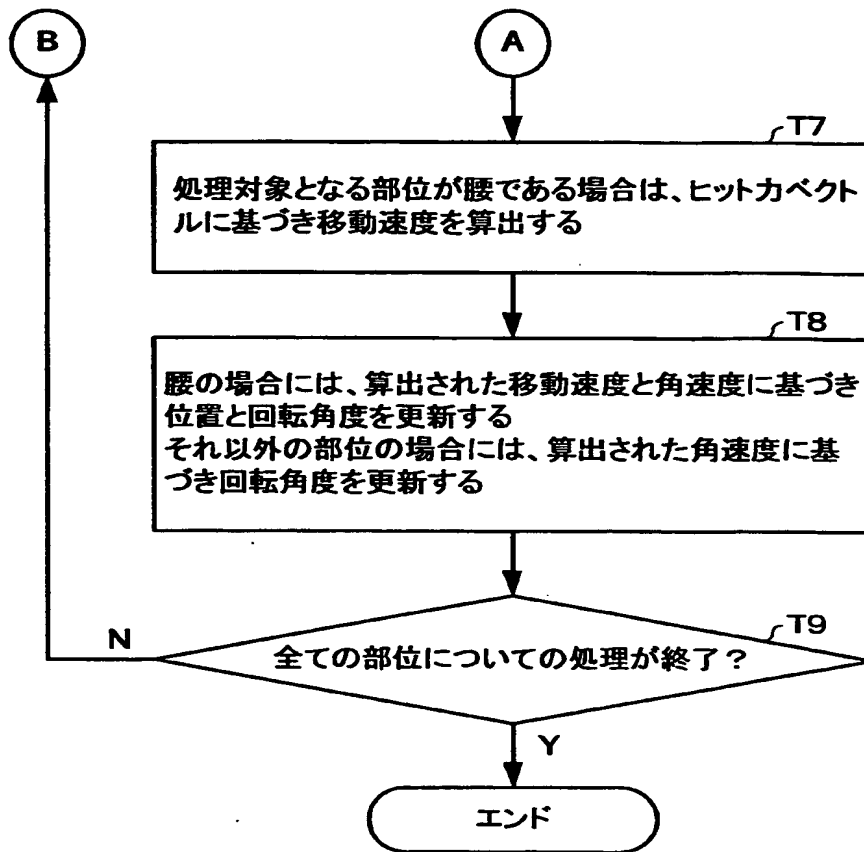 B
A
T7
処理対象となる部位が腰である場合は、ヒット力ベクト
ルに基づき移動速度を算出する
T8
腰の場合には、算出された移動速度と角速度に基づき
位置と回転角度を更新する
それ以外の部位の場合には、算出された角速度に基
づき回転角度を更新する
T9
N
全ての部位についての処理が終了？
Y
エンド